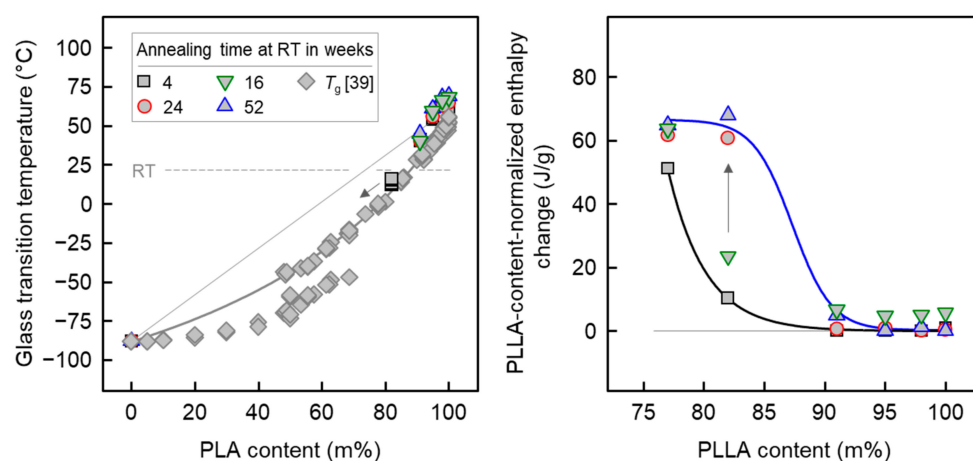 Glass transition temperature (°C)
100
75
50
25
0
−25
−50
−75
−100
Annealing time at RT in weeks
4 16 Tg [39]
24 52
RT
0 20 40 60 80 100
PLA content (m%)
PLLA-content-normalized enthalpy
change (J/g)
80
60
40
20
0
75 80 85 90 95 100
PLLA content (m%)